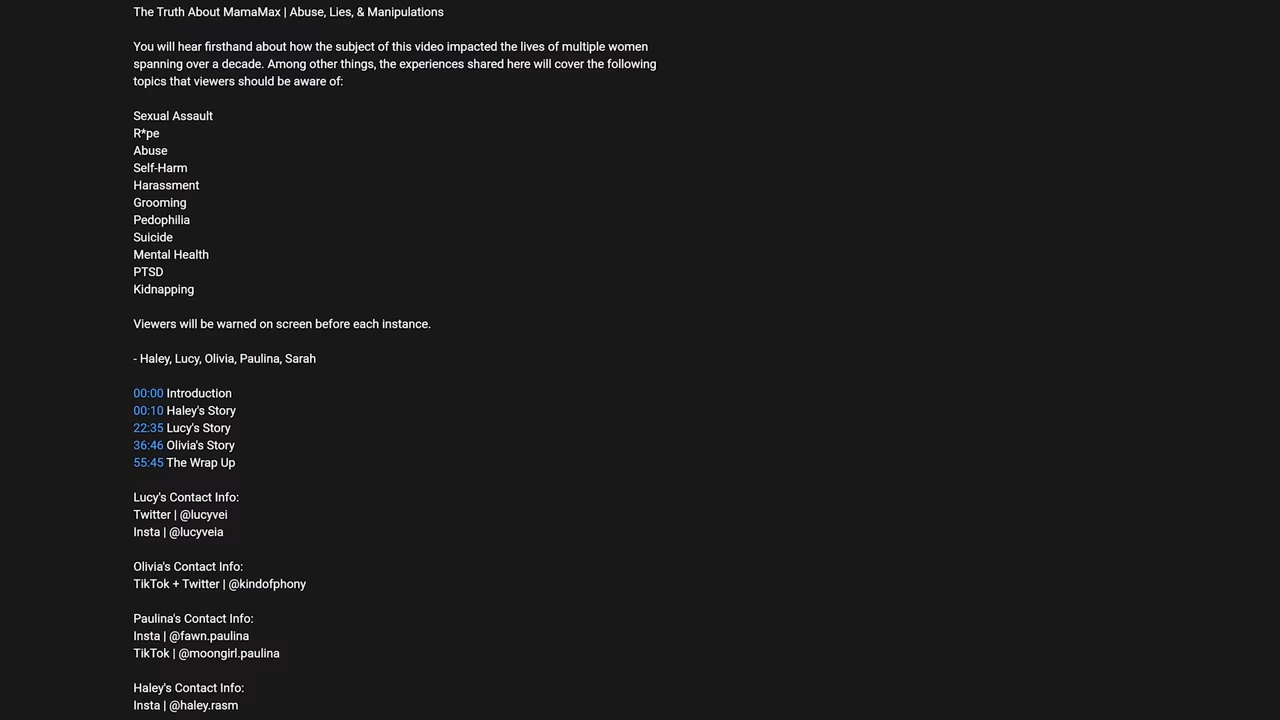 The Truth About MamaMax | Abuse, Lies, & Manipulations
You will hear firsthand about how the subject of this video impacted the lives of multiple women
spanning over a decade. Among other things, the experiences shared here will cover the following
topics that viewers should be aware of:
Sexual Assault
R*pe
Abuse
Self-Harm
Harassment
Grooming
Pedophilia
Suicide
Mental Health
PTSD
Kidnapping
Viewers will be warned on screen before each instance.
- Haley, Lucy, Olivia, Paulina, Sarah
00:00 Introduction
00:10 Haley's Story
22:35 Lucy's Story
36:46 Olivia's Story
55:45 The Wrap Up
Lucy's Contact Info:
Twitter | @lucyvei
Insta | @lucyveia
Olivia's Contact Info:
TikTok + Twitter | @kindofphony
Paulina's Contact Info:
Insta | @fawn.paulina
TikTok | @moongirl.paulina
Haley's Contact Info:
Insta | @haley.rasm